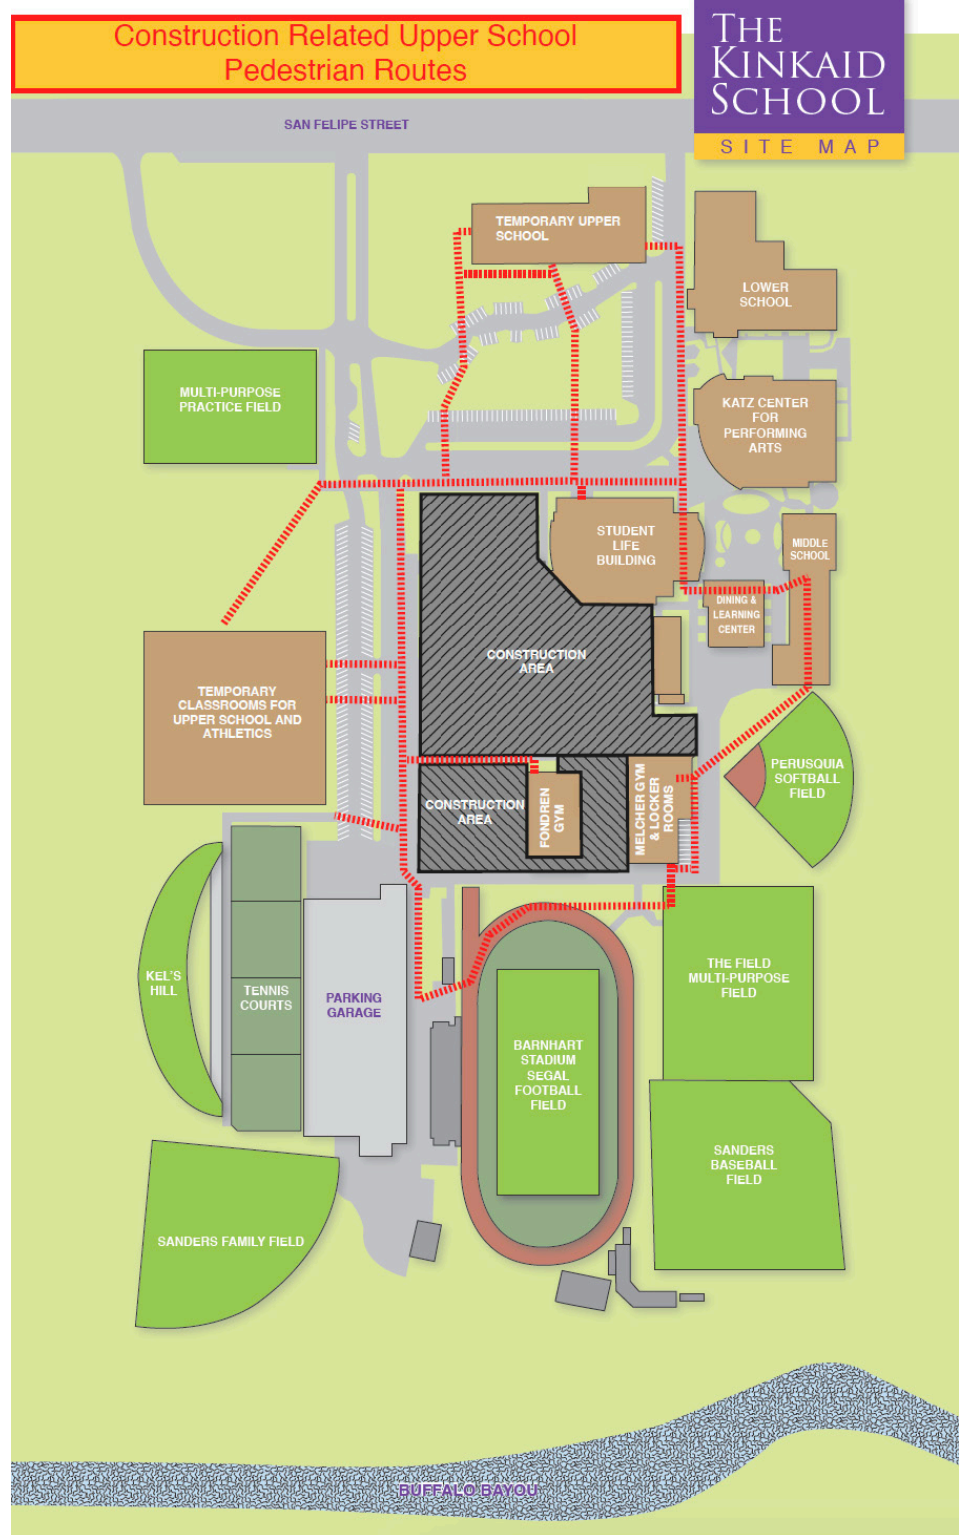 Construction Related Upper School
Pedestrian Routes
THE
KINKAID
SCHOOL
SITE MAP
SAN FELIPE STREET
TEMPORARY UPPER
SCHOOL
LOWER
SCHOOL
MULTI-PURPOSE
PRACTICE FIELD
KATZ CENTER
FOR
PERFORMING
ARTS
STUDENT
LIFE
BUILDING
MIDDLE
SCHOOL
DINING &
LEARNING
CENTER
CONSTRUCTION
AREA
TEMPORARY
CLASSROOMS FOR
UPPER SCHOOL AND
ATHLETICS
PERUSQUIA
SOFTBALL
FIELD
CONSTRUCTION
AREA
FONDREN
GYM
MELCHER GYM
& LOCKER
ROOMS
KEL'S
HILL
TENNIS
COURTS
PARKING
GARAGE
THE FIELD
MULTI-PURPOSE
FIELD
BARNHART
STADIUM
SEGAL
FOOTBALL
FIELD
SANDERS
BASEBALL
FIELD
SANDERS FAMILY FIELD
BUFFALO BAYOU